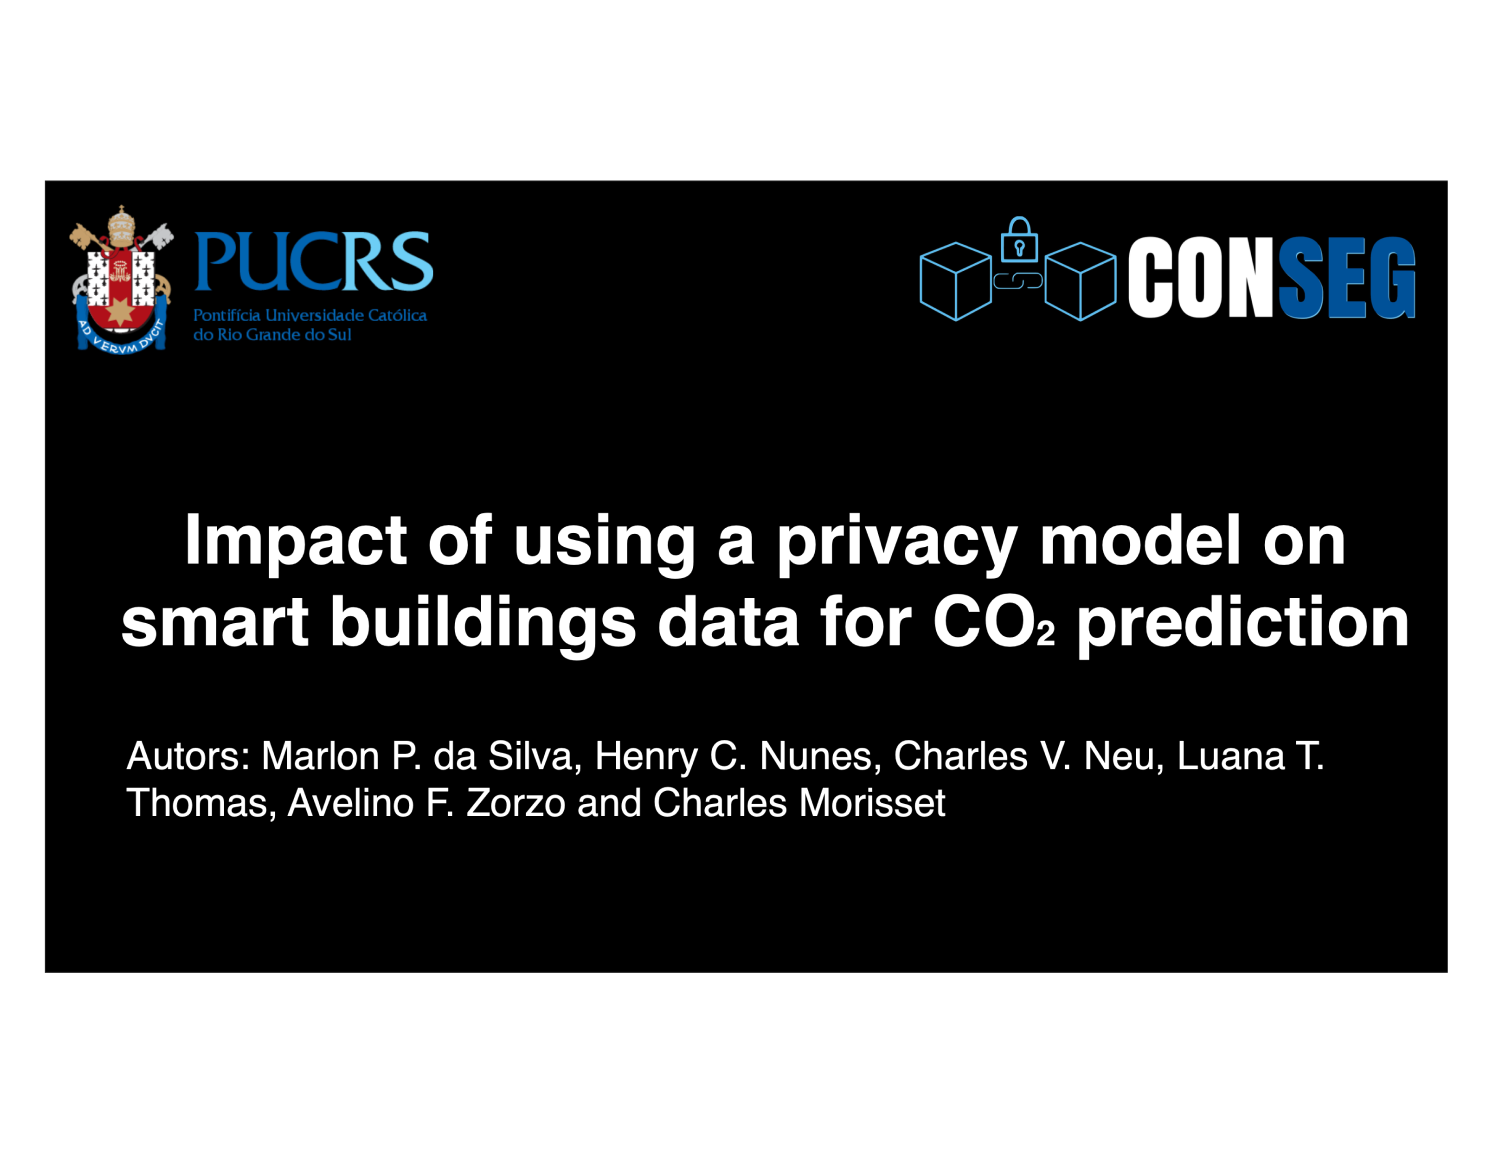 PUCRS
Pontifícia Universidade Católica
do Rio Grande do Sul
AD VERVM DVCIT
CONSEG
Impact of using a privacy model on
smart buildings data for CO₂ prediction
Autors: Marlon P. da Silva, Henry C. Nunes, Charles V. Neu, Luana T.
Thomas, Avelino F. Zorzo and Charles Morisset